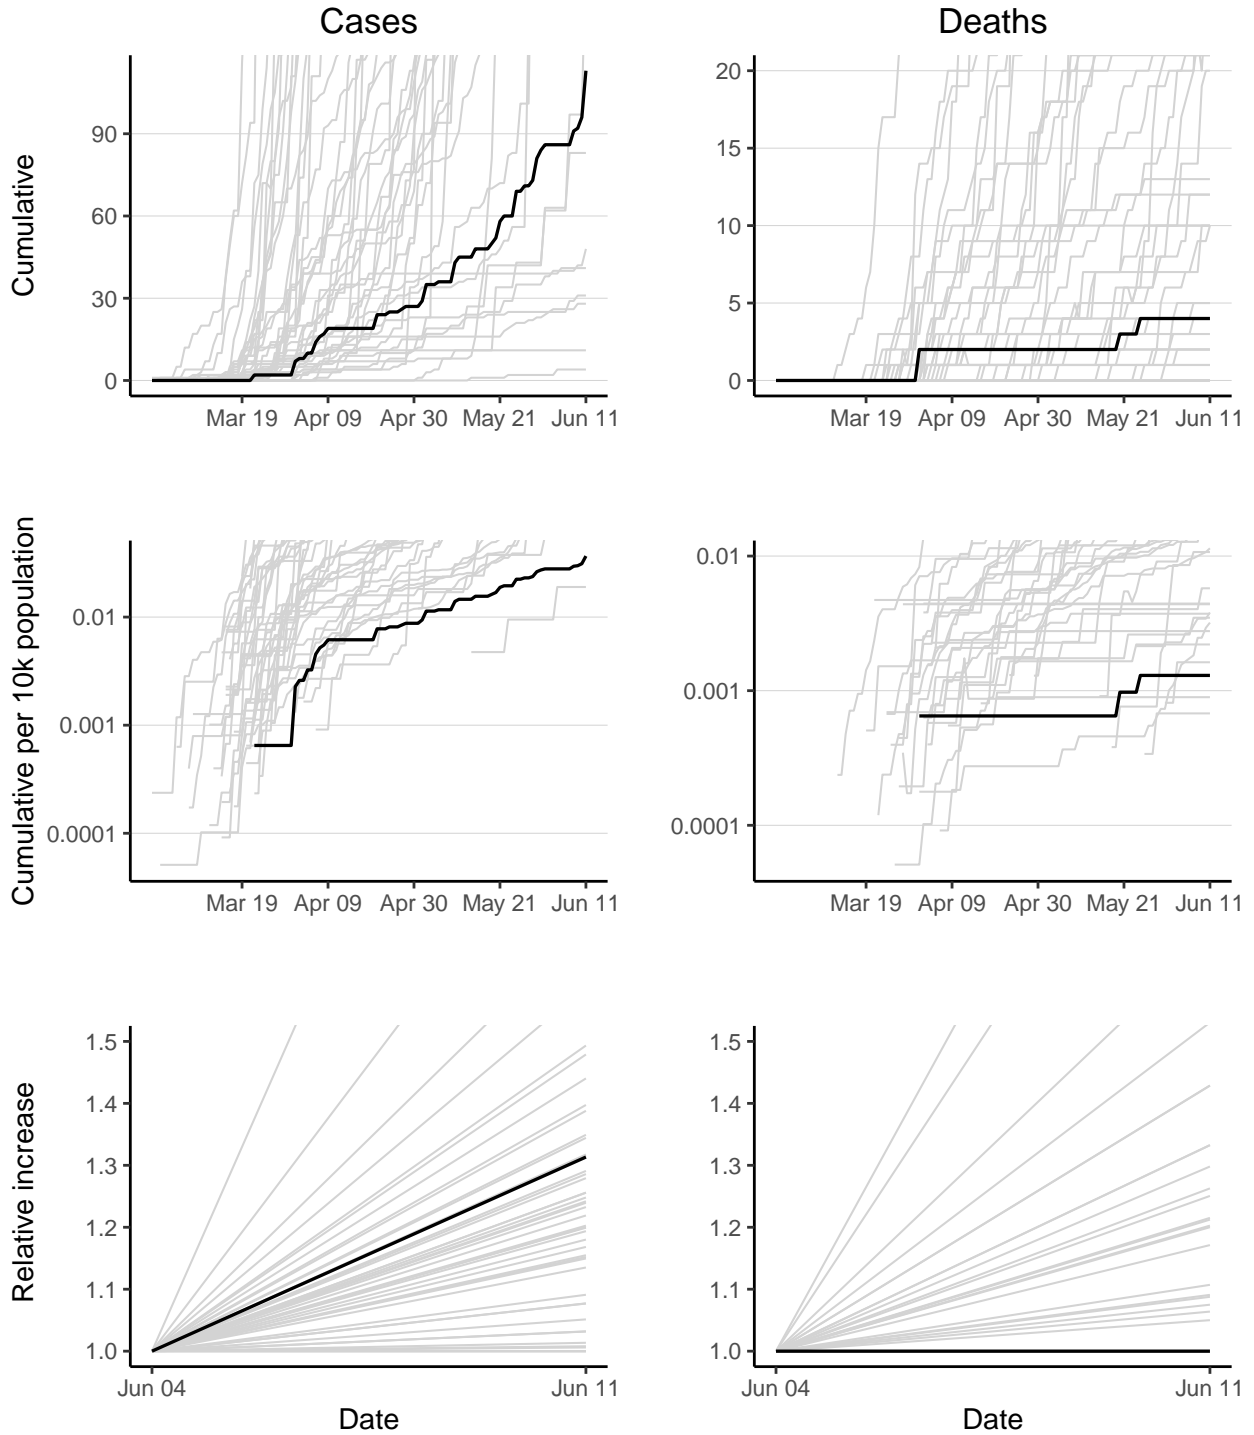 Cases
Deaths
Cumulative
90
60
30
0
Mar 19 Apr 09 Apr 30 May 21 Jun 11
20
15
10
5
0
Mar 19 Apr 09 Apr 30 May 21 Jun 11
Cumulative per 10k population
0.01
0.001
0.0001
Mar 19 Apr 09 Apr 30 May 21 Jun 11
0.01
0.001
0.0001
Mar 19 Apr 09 Apr 30 May 21 Jun 11
Relative increase
1.5
1.4
1.3
1.2
1.1
1.0
Jun 04 Jun 11
Date
1.5
1.4
1.3
1.2
1.1
1.0
Jun 04 Jun 11
Date